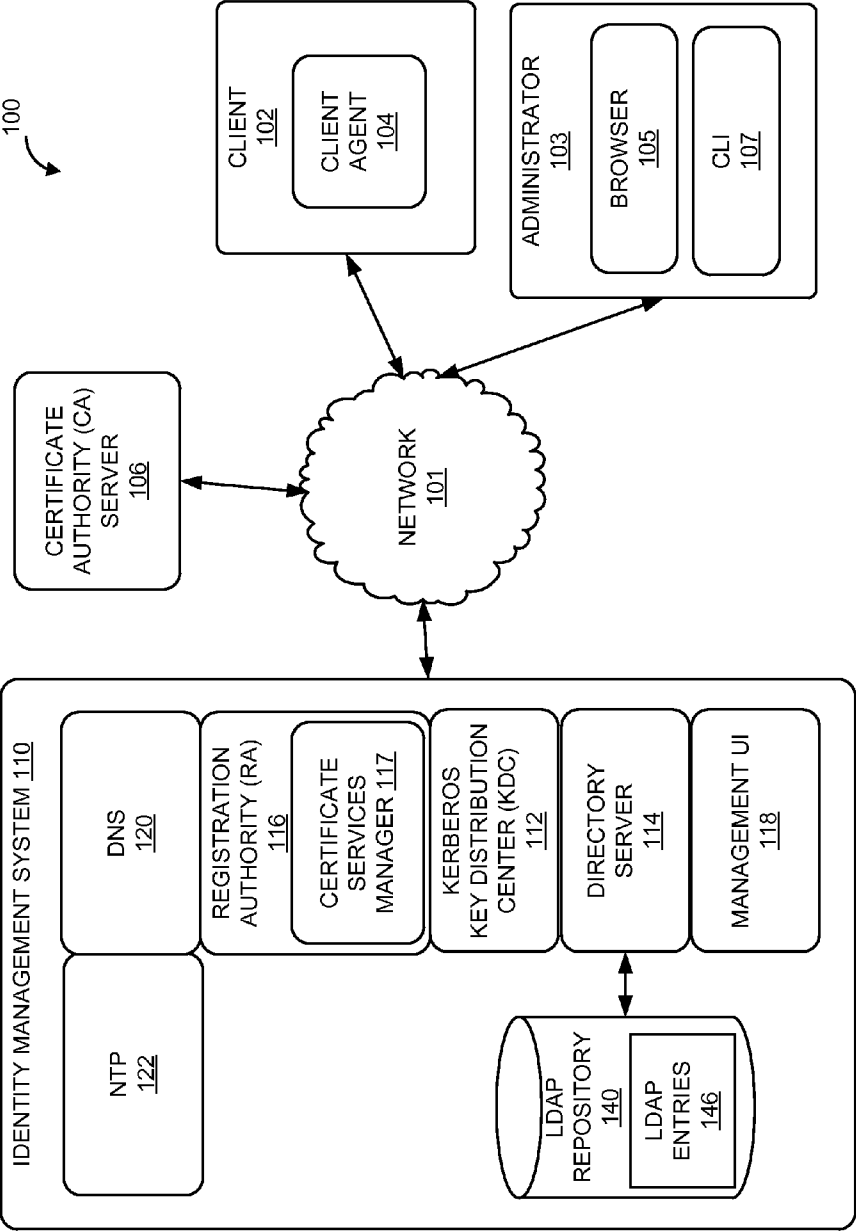 100
IDENTITY MANAGEMENT SYSTEM 110
NTP
122
DNS
120
REGISTRATION
AUTHORITY (RA)
116
CERTIFICATE
SERVICES
MANAGER 117
KERBEROS
KEY DISTRIBUTION
CENTER (KDC)
112
LDAP
REPOSITORY
140
LDAP
ENTRIES
146
DIRECTORY
SERVER
114
MANAGEMENT UI
118
CERTIFICATE
AUTHORITY (CA)
SERVER
106
NETWORK
101
CLIENT
102
CLIENT
AGENT
104
ADMINISTRATOR
103
BROWSER
105
CLI
107